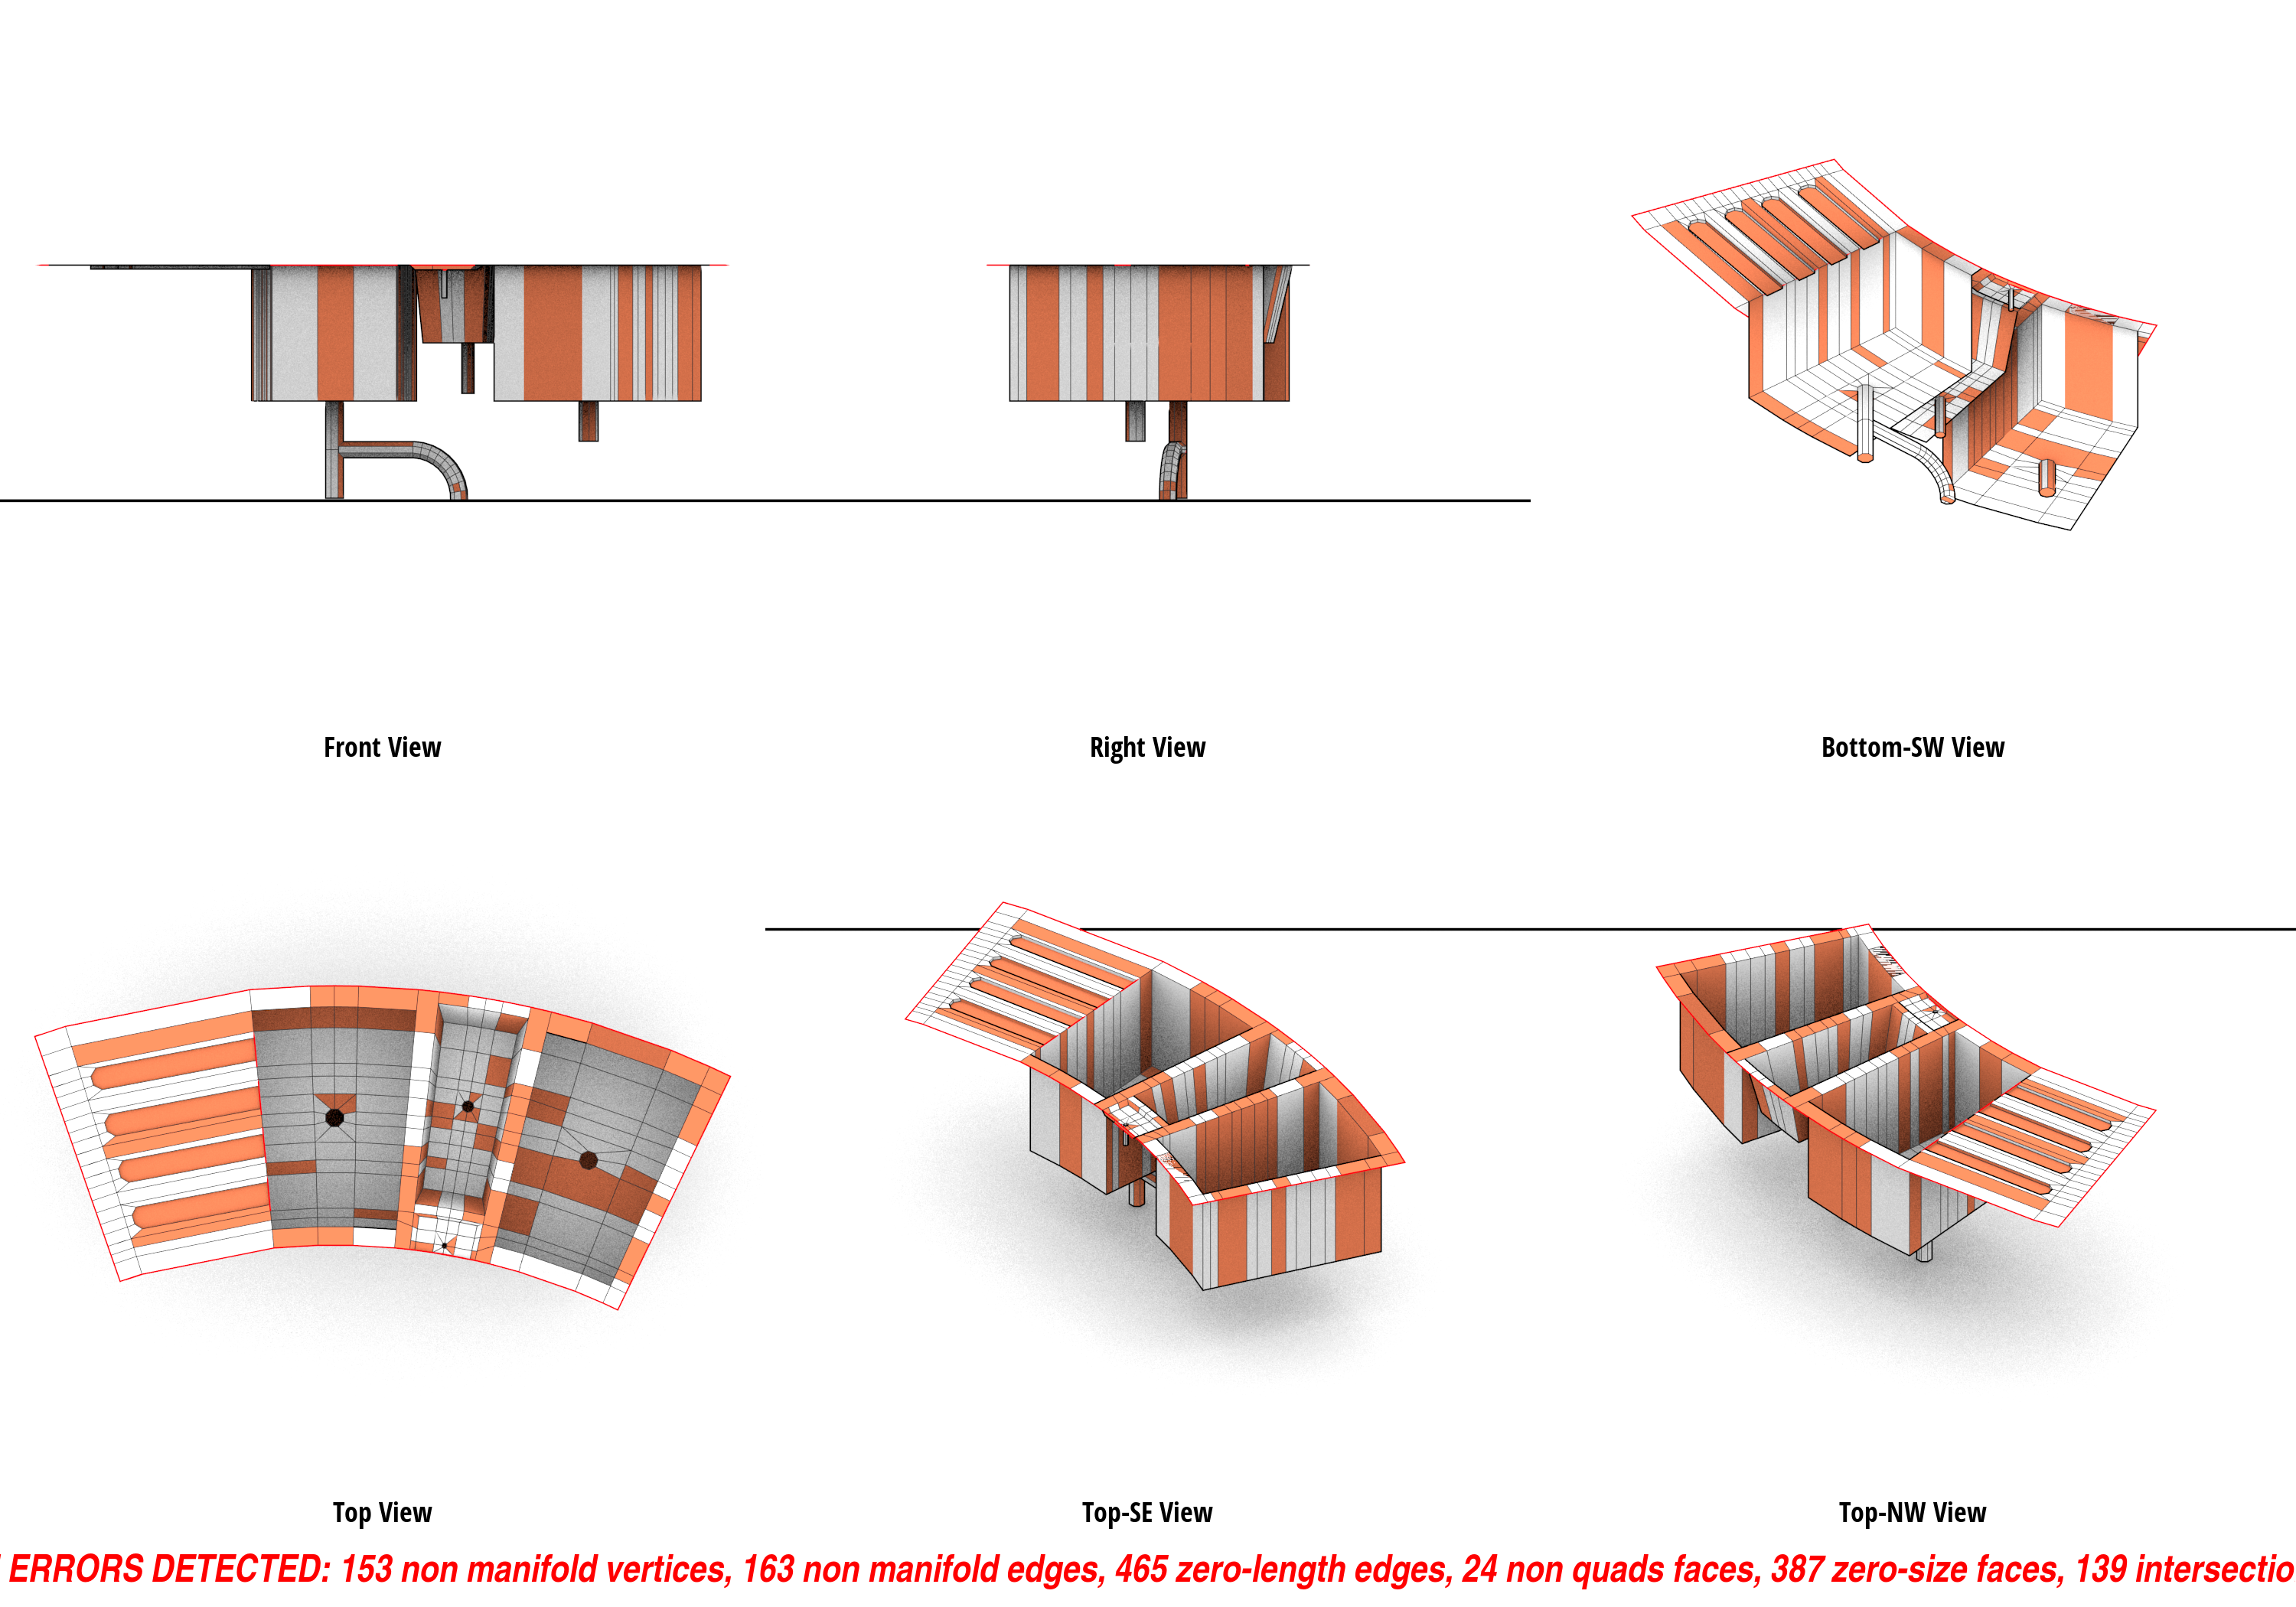 Front View
Right View
Bottom-SW View
Top View
Top-SE View
Top-NW View
ERRORS DETECTED: 153 non manifold vertices, 163 non manifold edges, 465 zero-length edges, 24 non quads faces, 387 zero-size faces, 139 intersectio